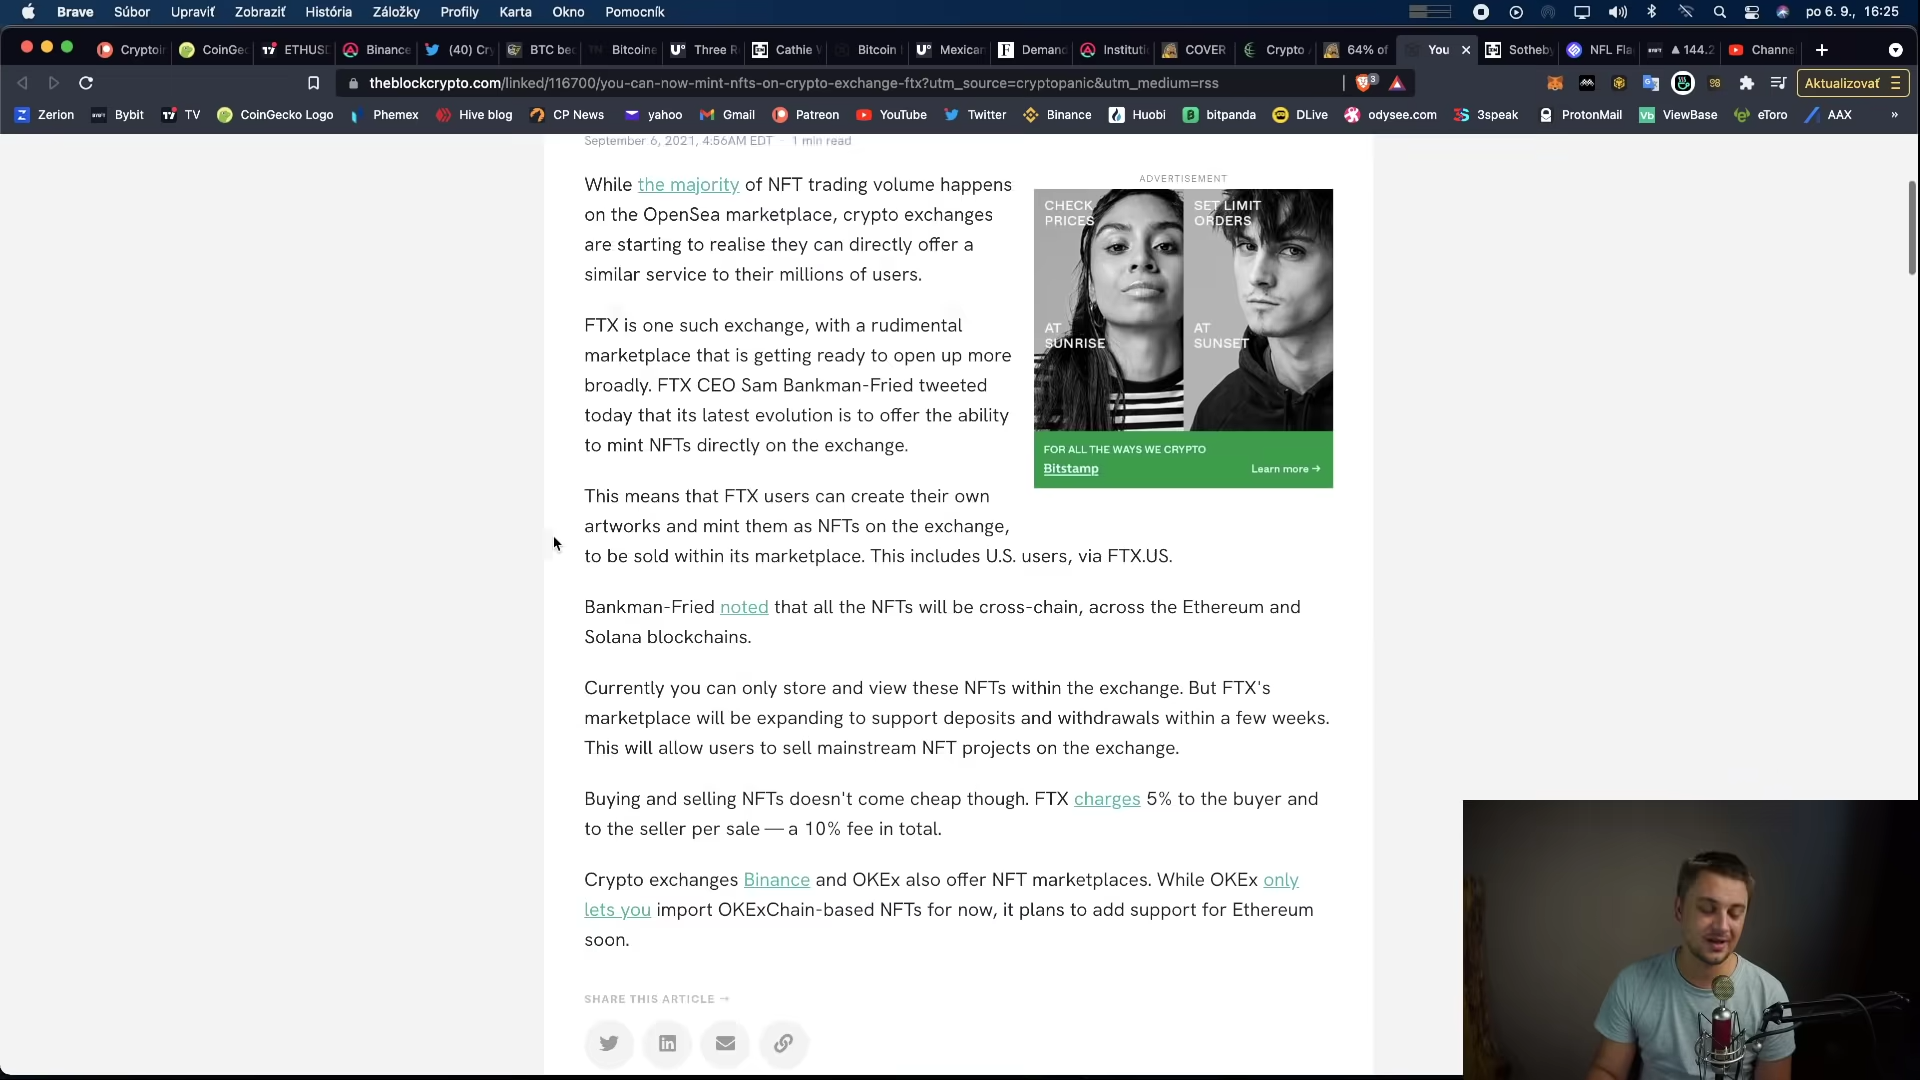 Brave Súbor Upraviť Zobraziť História Záložky Profily Karta Okno Pomocník po 6. 9., 16:25
Cryptoin CoinGec ETHUSD Binance (40) Cr BTC bec Bitcoine Three R Cathie Bitcoin Mexican Demand Instituti COVER Crypto 64% of You Sotheby NFL Fla 144.2 Channe
theblockcrypto.com/linked/116700/you-can-now-mint-nfts-on-crypto-exchange-ftx?utm_source=cryptopanic&utm_medium=rss 3 Aktualizovať
Zerion Bybit TV CoinGecko Logo Phemex Hive blog CP News yahoo Gmail Patreon YouTube Twitter Binance Huobi bitpanda DLive odysee.com 3speak ProtonMail ViewBase eToro AAX »
September 6, 2021, 4:56AM EDT · 1 min read
While the majority of NFT trading volume happens
on the OpenSea marketplace, crypto exchanges
are starting to realise they can directly offer a
similar service to their millions of users.
FTX is one such exchange, with a rudimental
marketplace that is getting ready to open up more
broadly. FTX CEO Sam Bankman-Fried tweeted
today that its latest evolution is to offer the ability
to mint NFTs directly on the exchange.
This means that FTX users can create their own
artworks and mint them as NFTs on the exchange,
to be sold within its marketplace. This includes U.S. users, via FTX.US.
Bankman-Fried noted that all the NFTs will be cross-chain, across the Ethereum and
Solana blockchains.
Currently you can only store and view these NFTs within the exchange. But FTX's
marketplace will be expanding to support deposits and withdrawals within a few weeks.
This will allow users to sell mainstream NFT projects on the exchange.
Buying and selling NFTs doesn't come cheap though. FTX charges 5% to the buyer and
to the seller per sale — a 10% fee in total.
Crypto exchanges Binance and OKEx also offer NFT marketplaces. While OKEx only
lets you import OKExChain-based NFTs for now, it plans to add support for Ethereum
soon.
SHARE THIS ARTICLE →
ADVERTISEMENT
CHECK
PRICES
SET LIMIT
ORDERS
AT
SUNRISE
AT
SUNSET
FOR ALL THE WAYS WE CRYPTO
Bitstamp Learn more →